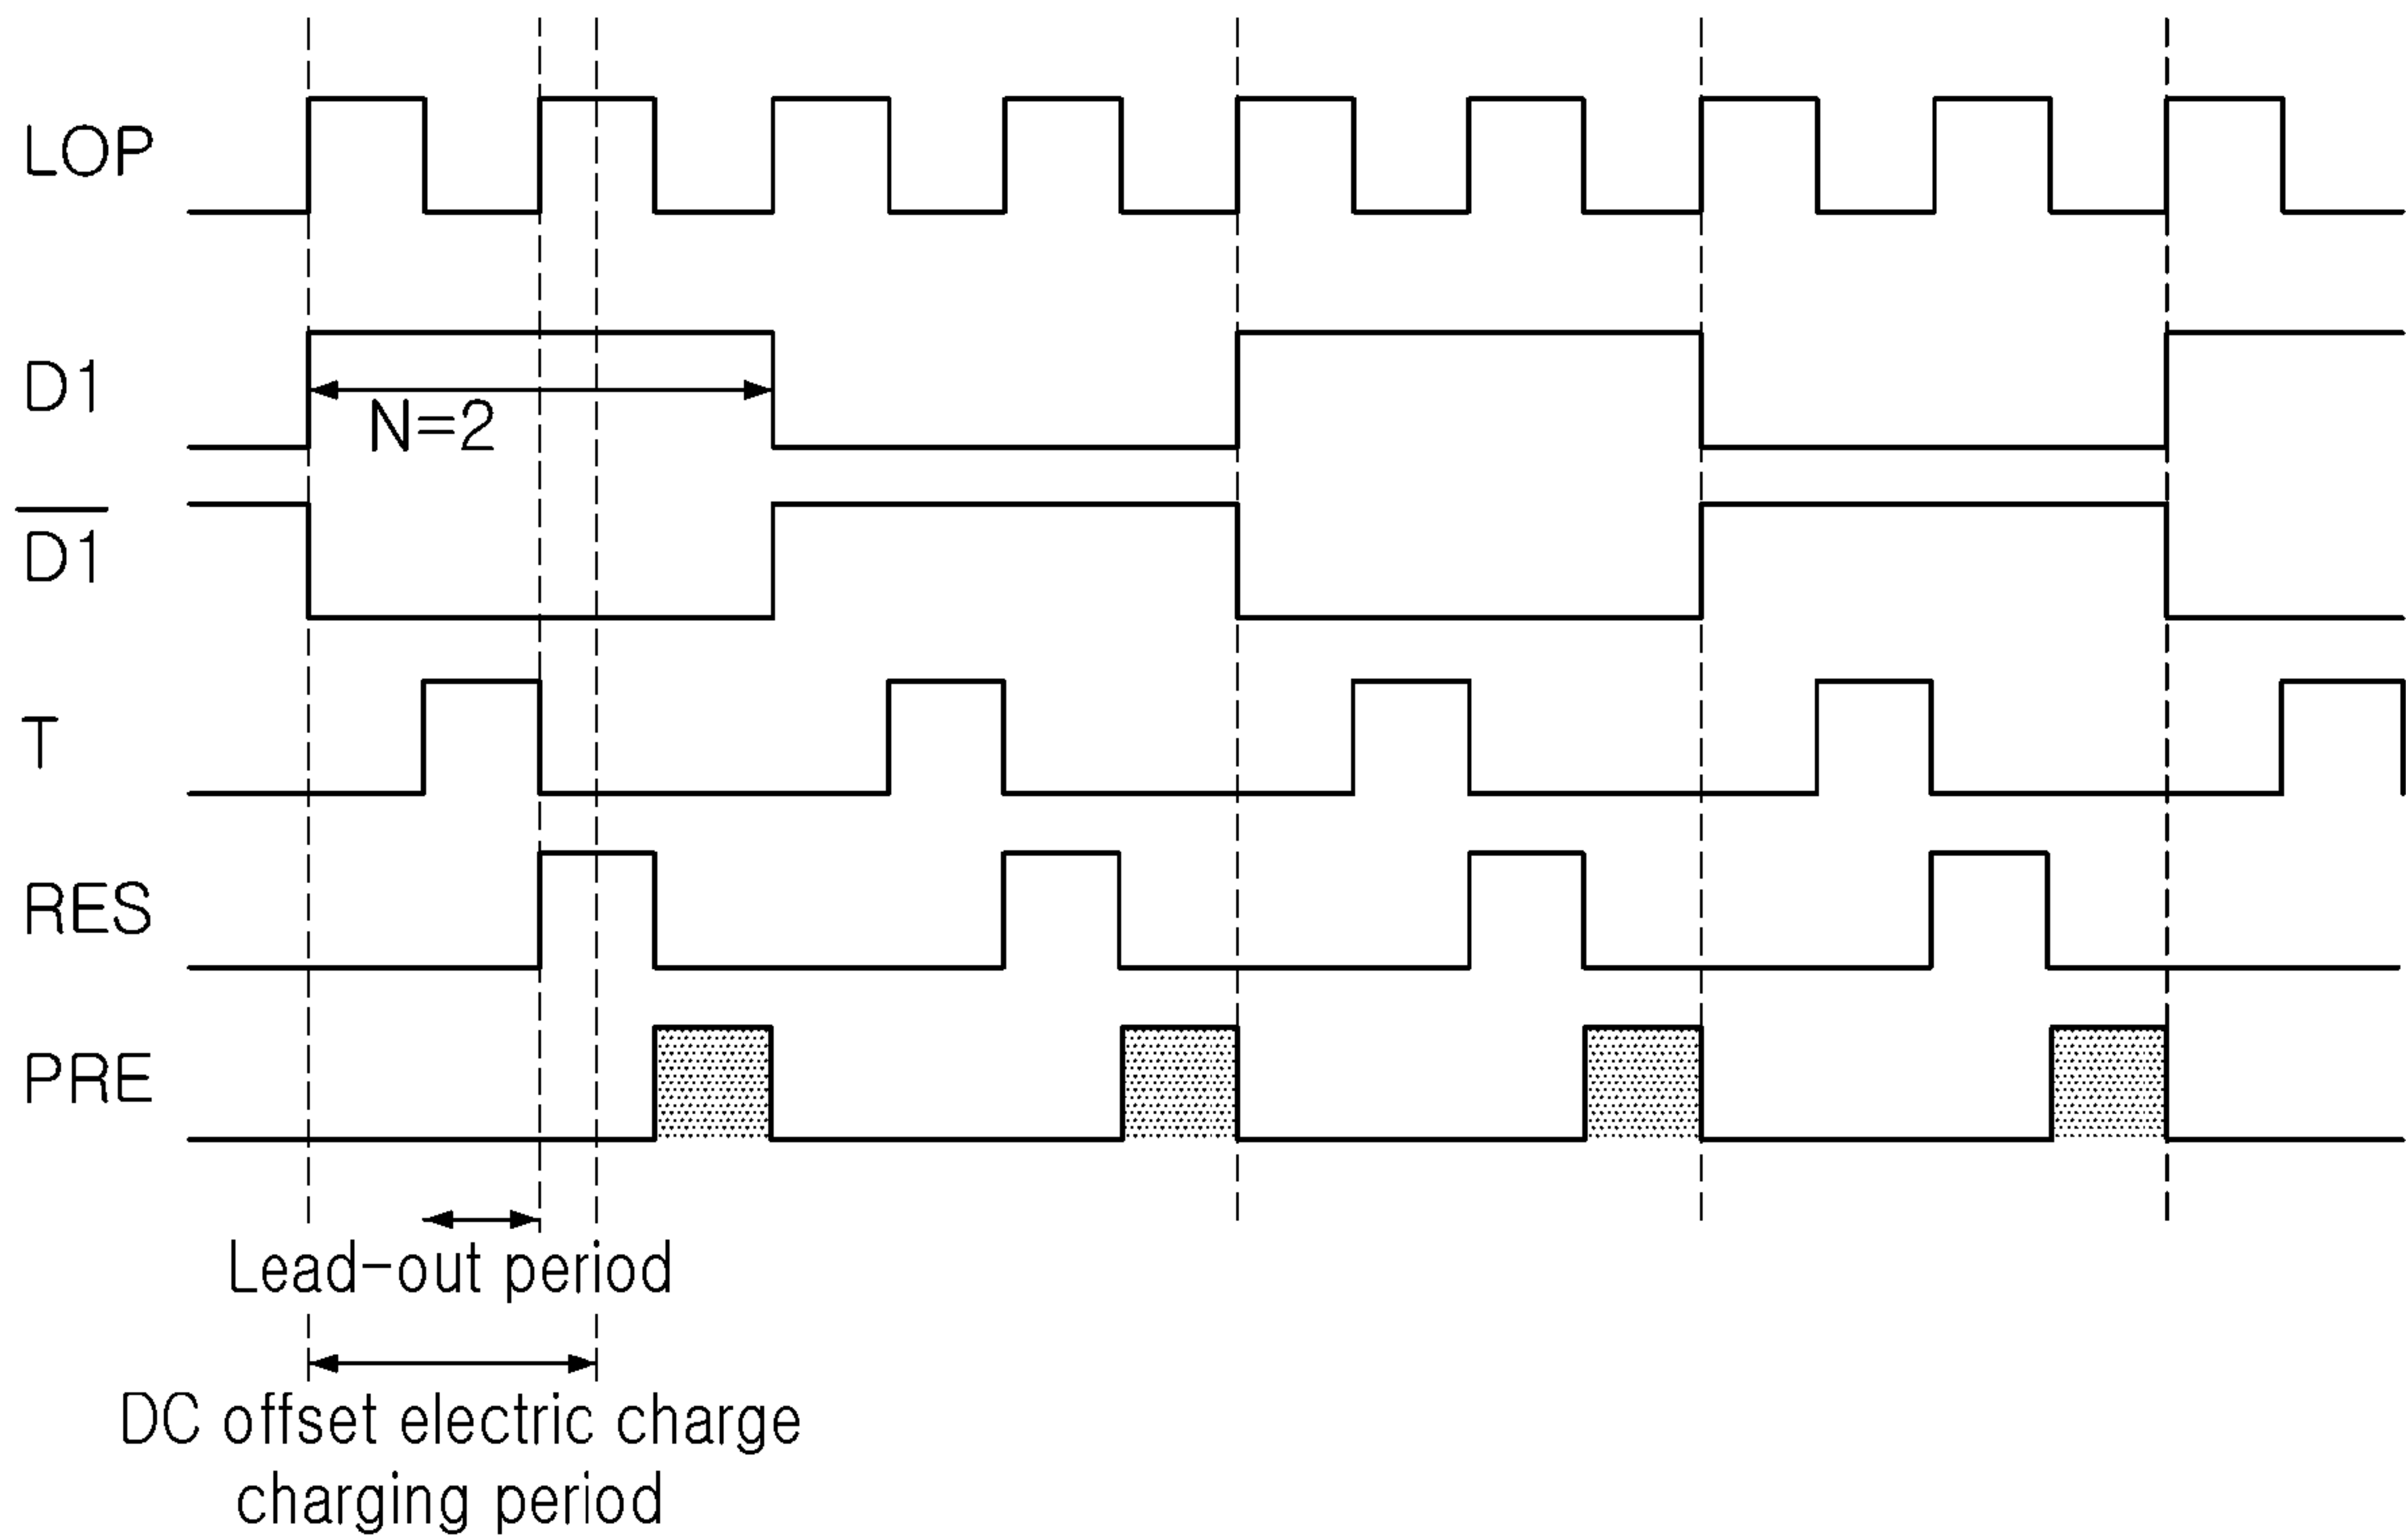 LOP
D1
N=2
D1
T
RES
PRE
Lead-out period
DC offset electric charge
charging period